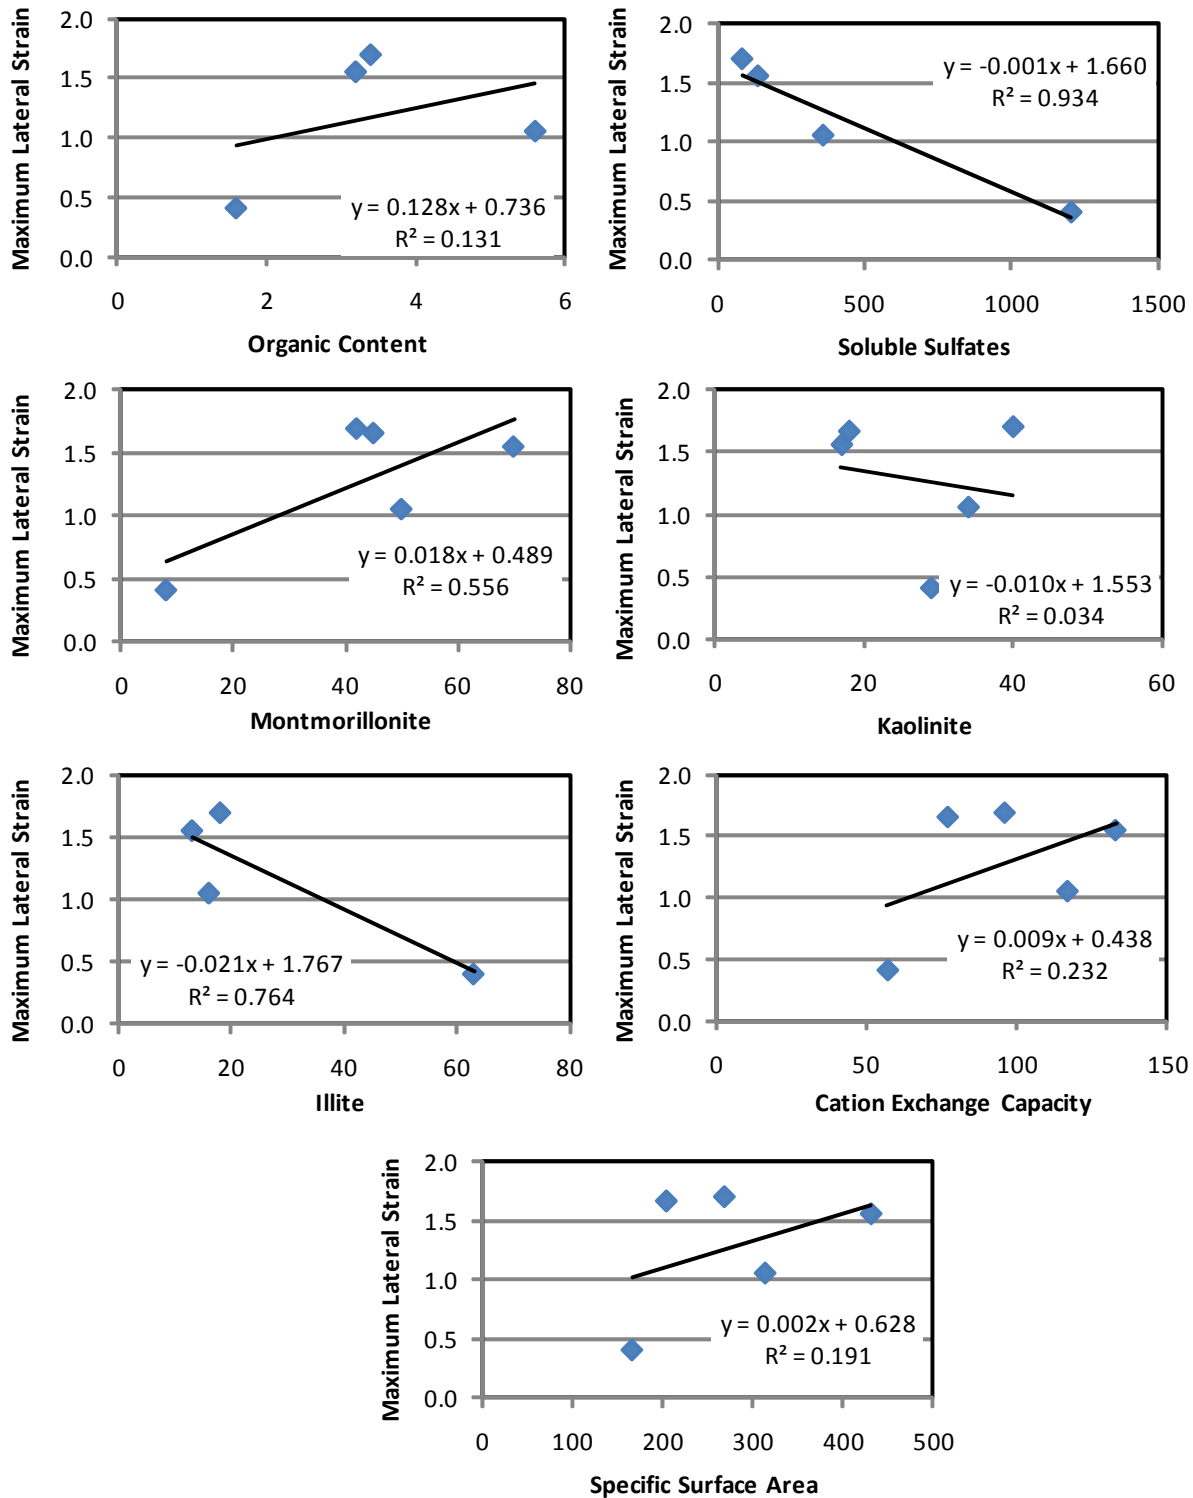 Maximum Lateral Strain
2.0
1.5
1.0
0.5
0.0
y = 0.128x + 0.736
R² = 0.131
0 2 4 6
Organic Content
Maximum Lateral Strain
2.0
1.5
1.0
0.5
0.0
y = -0.001x + 1.660
R² = 0.934
0 500 1000 1500
Soluble Sulfates
Maximum Lateral Strain
2.0
1.5
1.0
0.5
0.0
y = 0.018x + 0.489
R² = 0.556
0 20 40 60 80
Montmorillonite
Maximum Lateral Strain
2.0
1.5
1.0
0.5
0.0
y = -0.010x + 1.553
R² = 0.034
0 20 40 60
Kaolinite
Maximum Lateral Strain
2.0
1.5
1.0
0.5
0.0
y = -0.021x + 1.767
R² = 0.764
0 20 40 60 80
Illite
Maximum Lateral Strain
2.0
1.5
1.0
0.5
0.0
y = 0.009x + 0.438
R² = 0.232
0 50 100 150
Cation Exchange Capacity
Maximum Lateral Strain
2.0
1.5
1.0
0.5
0.0
y = 0.002x + 0.628
R² = 0.191
0 100 200 300 400 500
Specific Surface Area